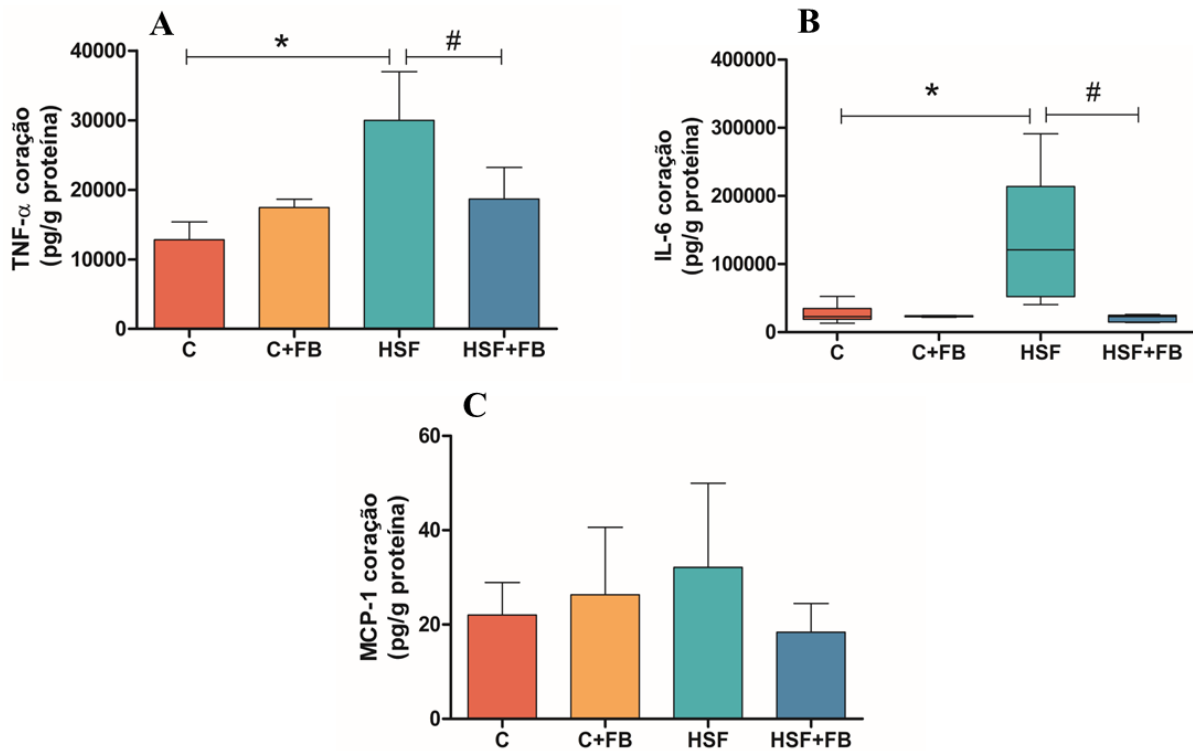 A
TNF-α coração
(pg/g proteína)
40000
30000
20000
10000
0
*
#
C
C+FB
HSF
HSF+FB
B
IL-6 coração
(pg/g proteína)
400000
300000
200000
100000
0
*
#
C
C+FB
HSF
HSF+FB
C
MCP-1 coração
(pg/g proteína)
60
40
20
0
C
C+FB
HSF
HSF+FB